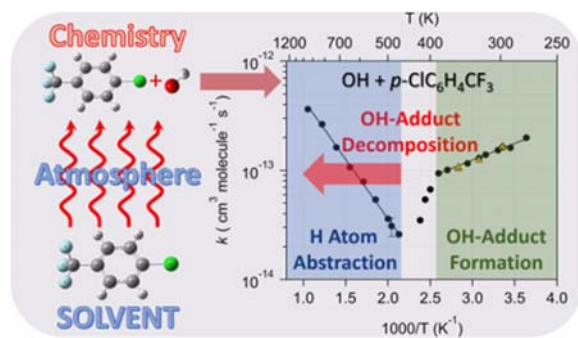 Chemistry
+
Atmosphere
SOLVENT
T (K)
1200 700 500 400 300 250
10⁻¹²
10⁻¹³
10⁻¹⁴
k (cm³ molecule⁻¹ s⁻¹)
OH + p-ClC₆H₄CF₃
OH-Adduct
Decomposition
H Atom
Abstraction
OH-Adduct
Formation
1.0 1.5 2.0 2.5 3.0 3.5 4.0
1000/T (K⁻¹)